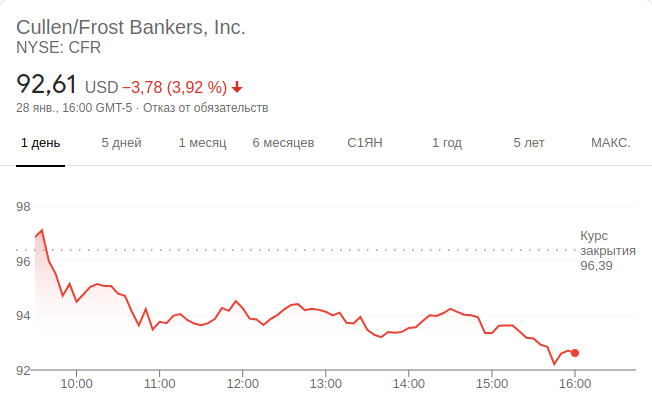 Cullen/Frost Bankers, Inc.
NYSE: CFR
92,61 USD −3,78 (3,92 %)
28 янв., 16:00 GMT-5 · Отказ от обязательств
1 день 5 дней 1 месяц 6 месяцев С1ЯН 1 год 5 лет МАКС.
98
Курс
закрытия
96,39
96
94
92
10:00 11:00 12:00 13:00 14:00 15:00 16:00